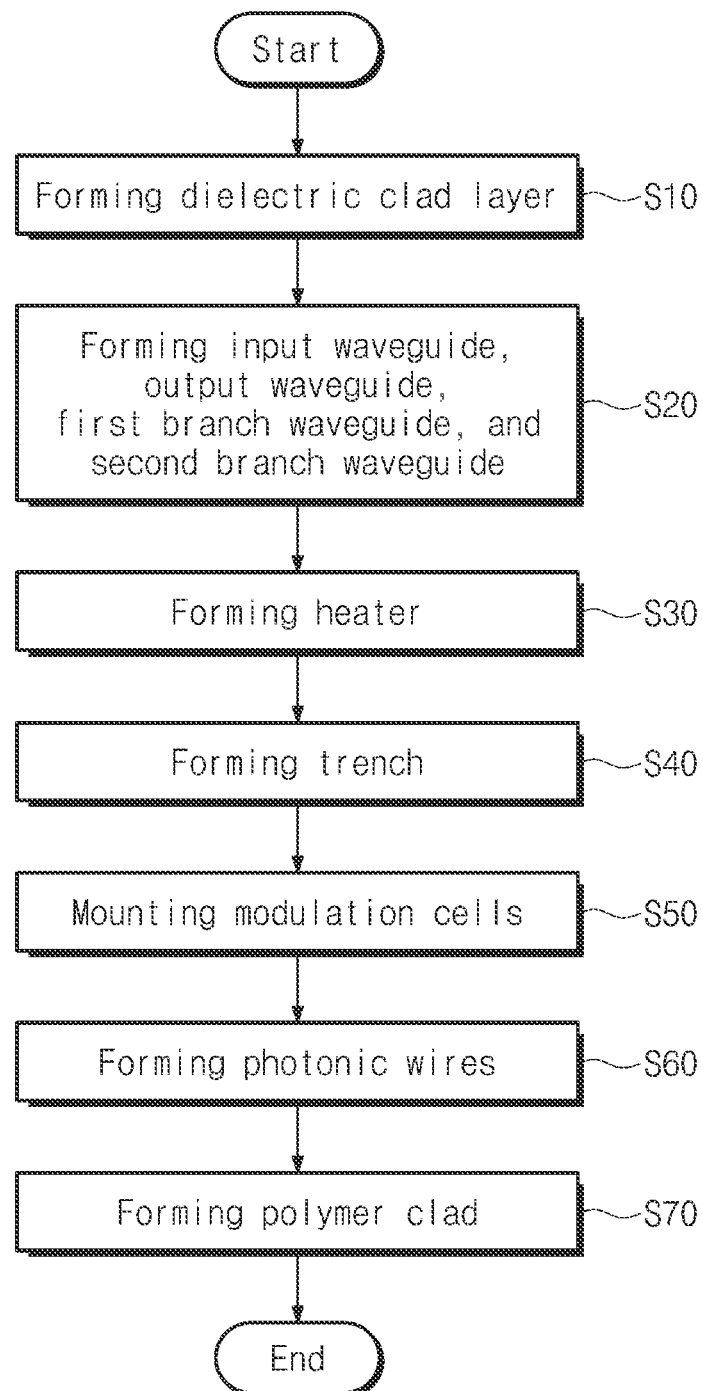 Start
Forming dielectric clad layer
S10
Forming input waveguide,
output waveguide,
first branch waveguide, and
second branch waveguide
S20
Forming heater
S30
Forming trench
S40
Mounting modulation cells
S50
Forming photonic wires
S60
Forming polymer clad
S70
End